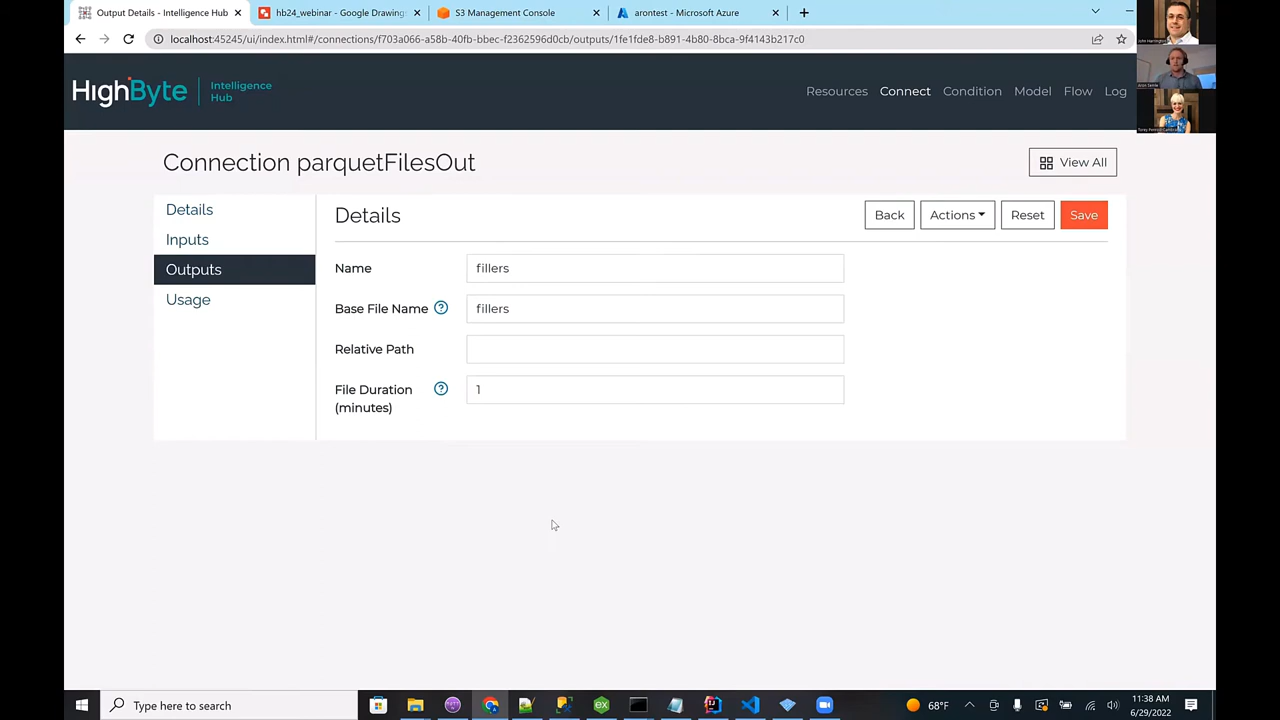 Output Details - Intelligence Hub
hb24_webinar - Google Drawing
S3 Management Console
arontest - Microsoft Azure
localhost:45245/ui/index.html#/connections/f703a066-a58b-40fb-bbec-f2362596d0cb/outputs/1fe1fde8-b891-4b80-8bca-9f4143b217c0
HighByte
Intelligence
Hub
Resources
Connect
Condition
Model
Flow
Log
Connection parquetFilesOut
View All
Details
Inputs
Outputs
Usage
Details
Back
Actions
Reset
Save
Name
fillers
Base File Name
fillers
Relative Path
File Duration
(minutes)
1
Type here to search
68°F
11:38 AM
6/29/2022